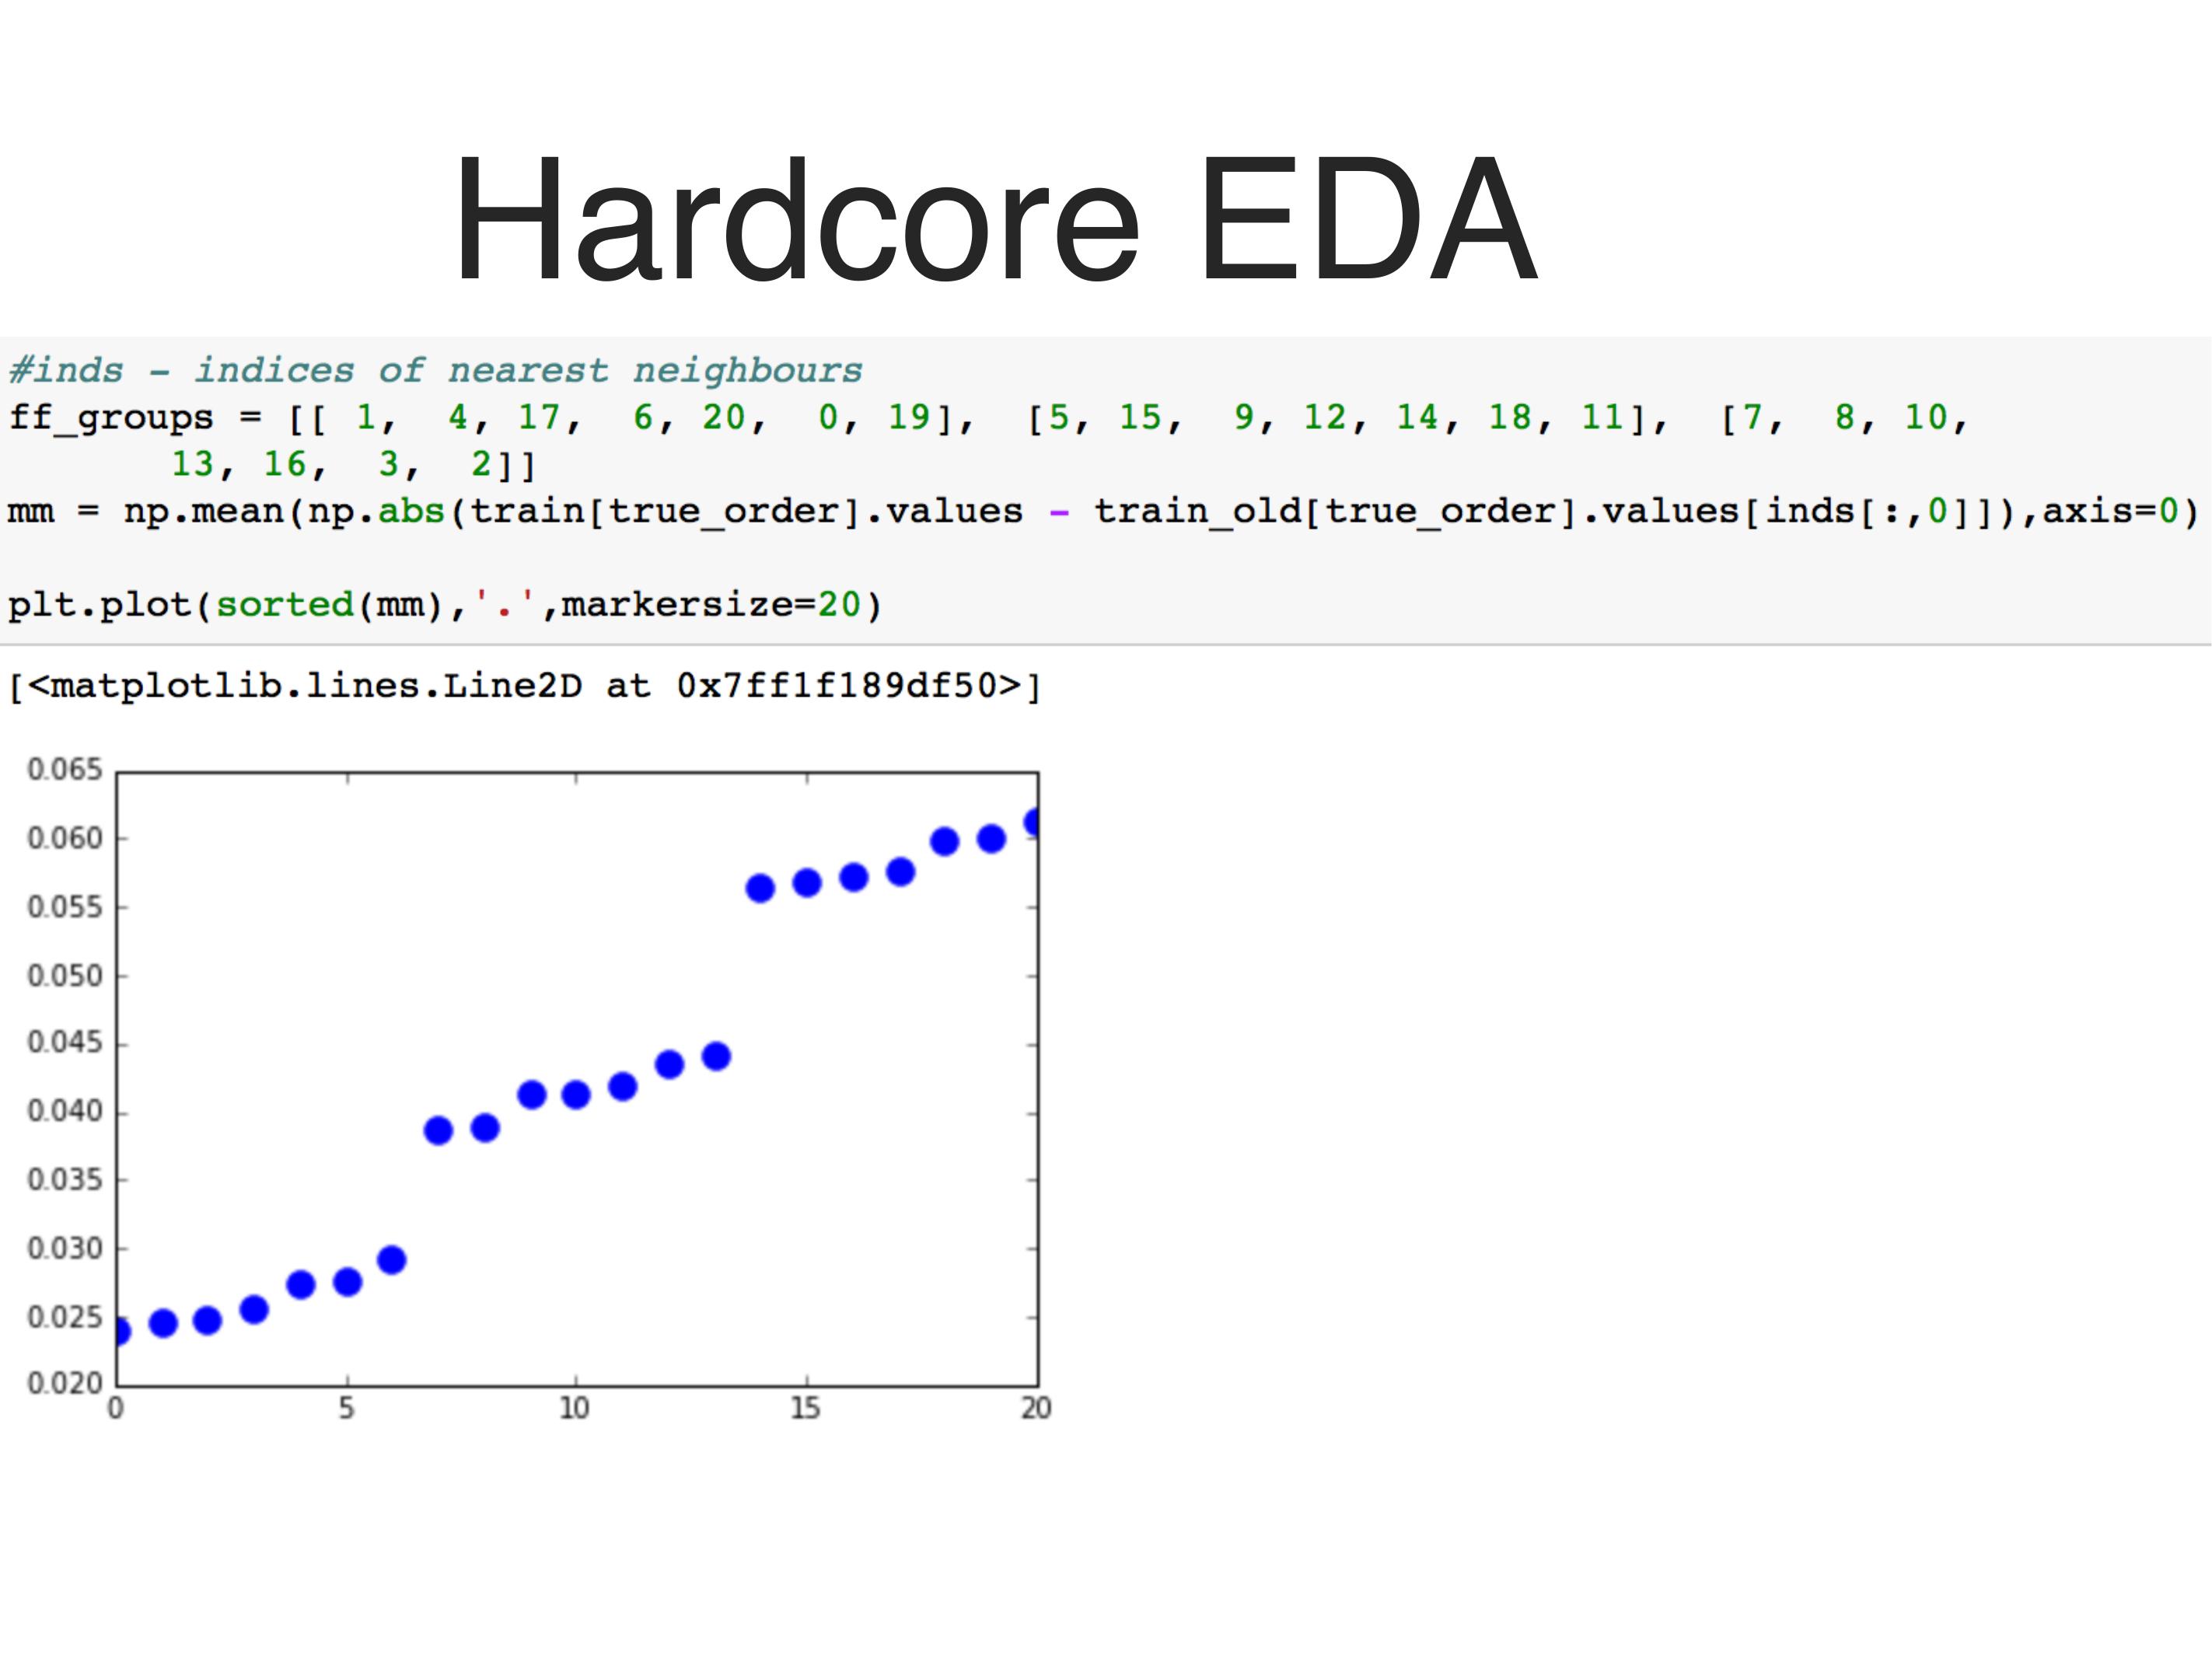 Hardcore EDA
#inds - indices of nearest neighbours
ff_groups = [[ 1,  4, 17,  6, 20,  0, 19],  [5, 15,  9, 12, 14, 18, 11],  [7,  8, 10,
       13, 16,  3,  2]]
mm = np.mean(np.abs(train[true_order].values - train_old[true_order].values[inds[:,0]]),axis=0)
plt.plot(sorted(mm),'.',markersize=20)
[<matplotlib.lines.Line2D at 0x7ff1f189df50>]
0.065
0.060
0.055
0.050
0.045
0.040
0.035
0.030
0.025
0.020
0 5 10 15 20